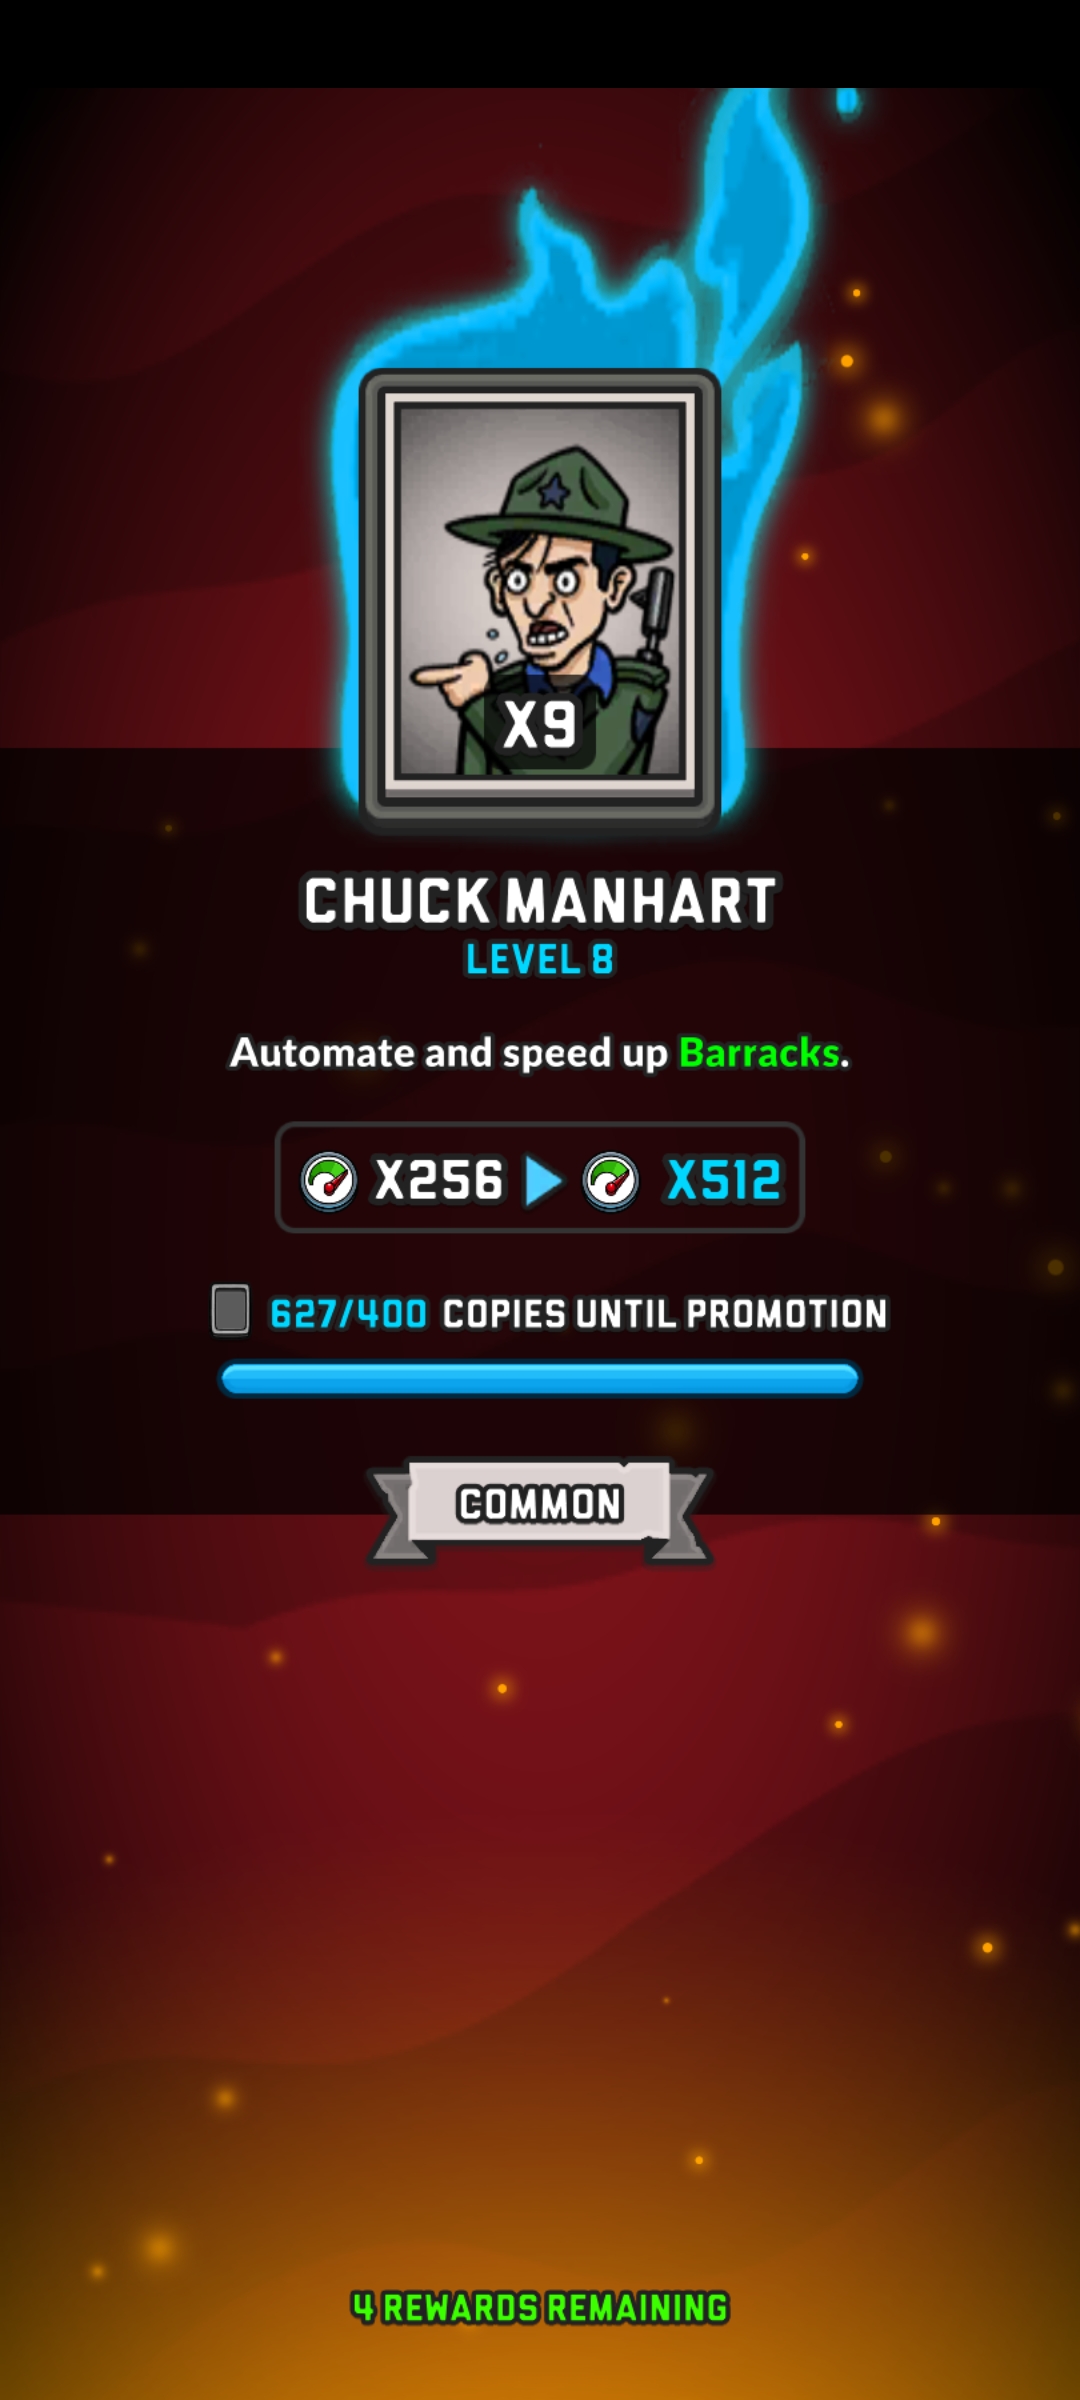 X9
CHUCK MANHART
LEVEL 8
Automate and speed up Barracks.
X256 X512
627/400 COPIES UNTIL PROMOTION
COMMON
4 REWARDS REMAINING